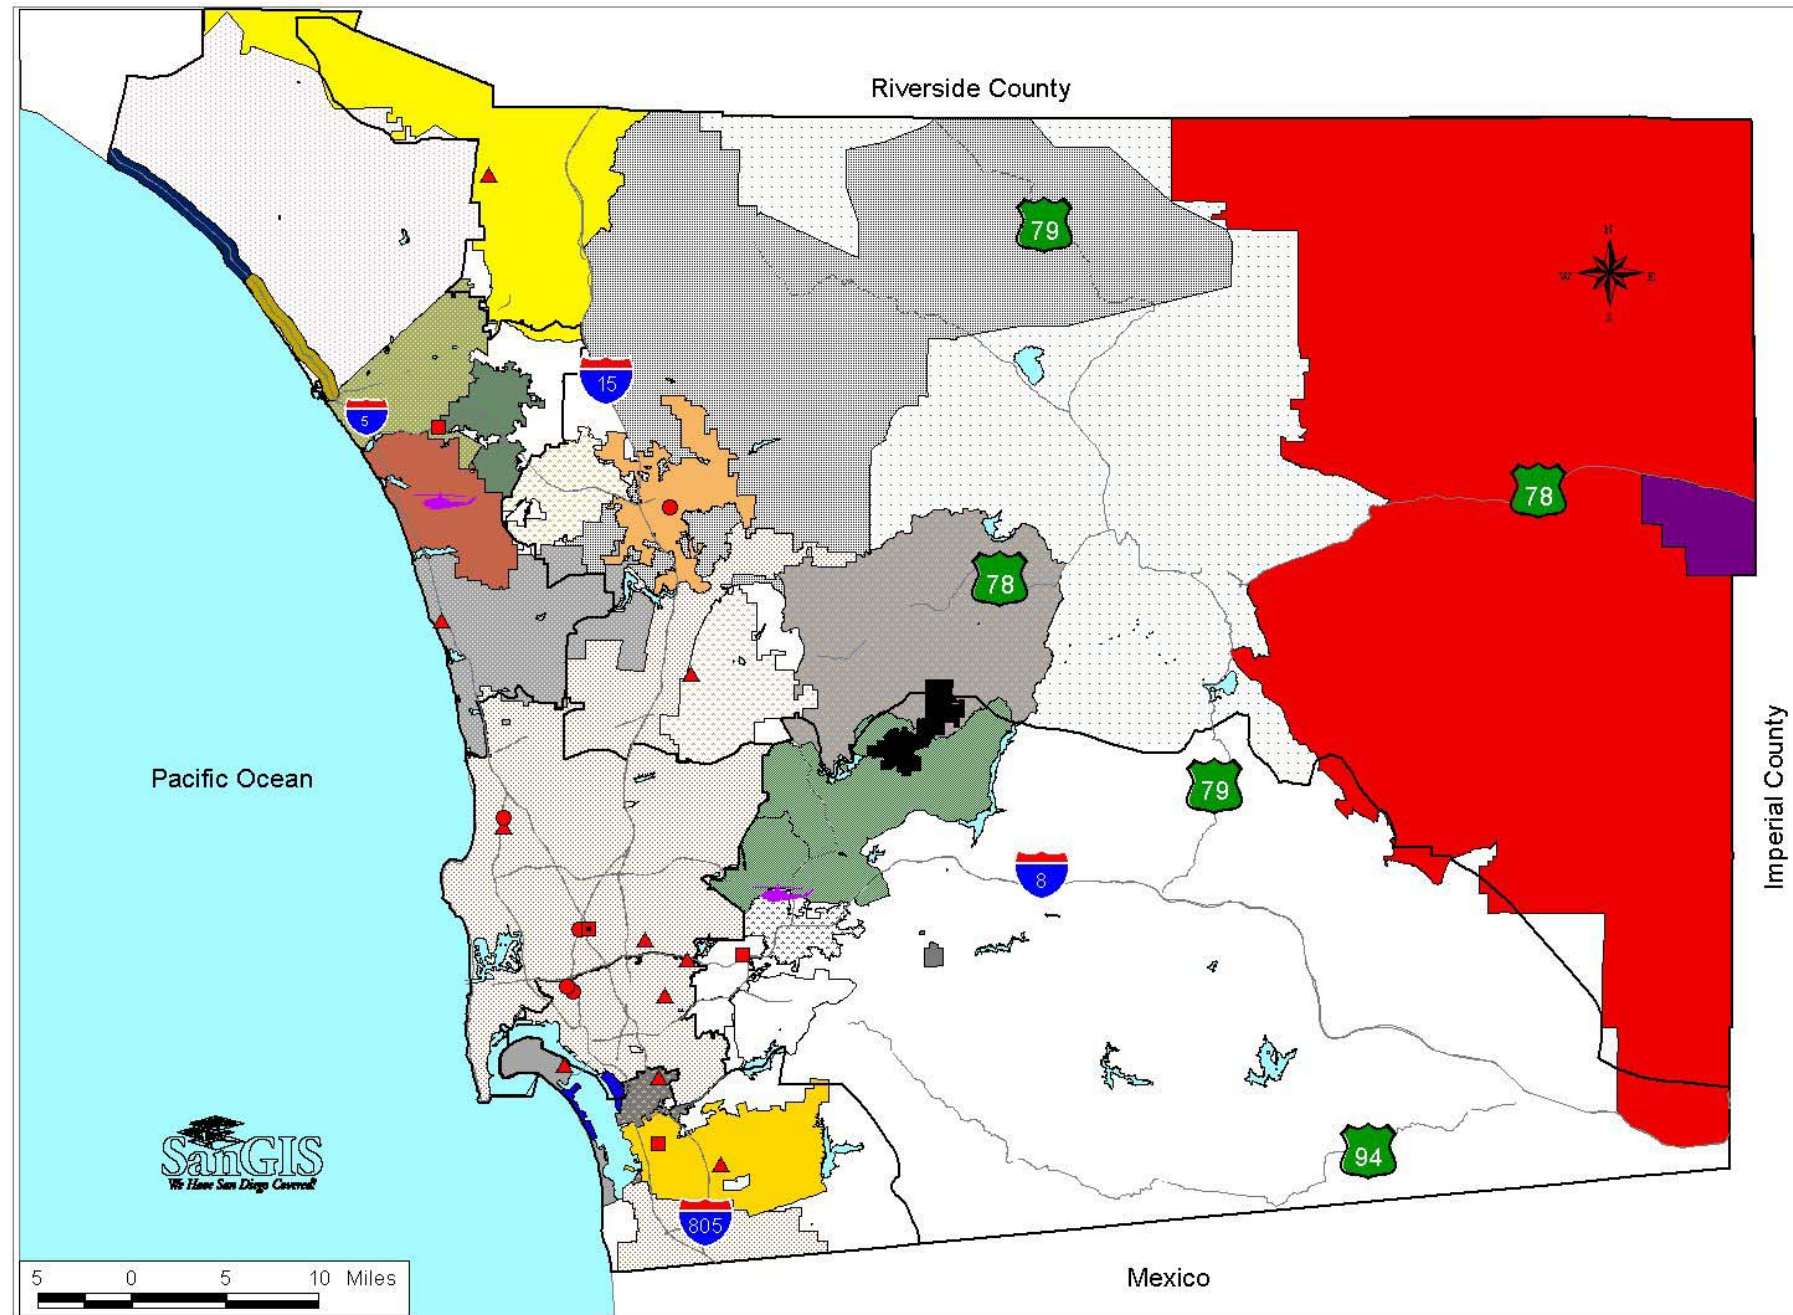 Riverside County
79
N
W E
S
15
5
78
78
Pacific Ocean
79
Imperial County
8
SanGIS
We Have San Diego Covered!
94
805
5 0 5 10 Miles
Mexico